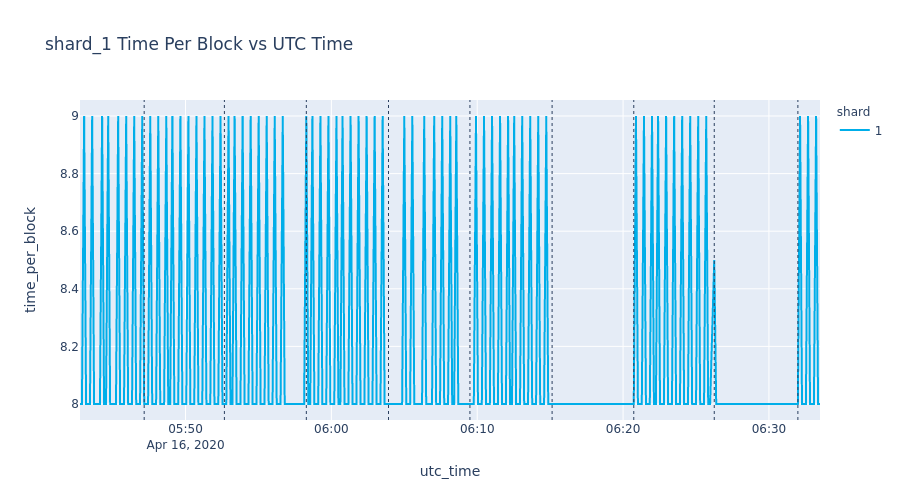 shard_1 Time Per Block vs UTC Time
shard
1
9
8.8
8.6
8.4
8.2
8
time_per_block
05:50
06:00
06:10
06:20
06:30
Apr 16, 2020
utc_time